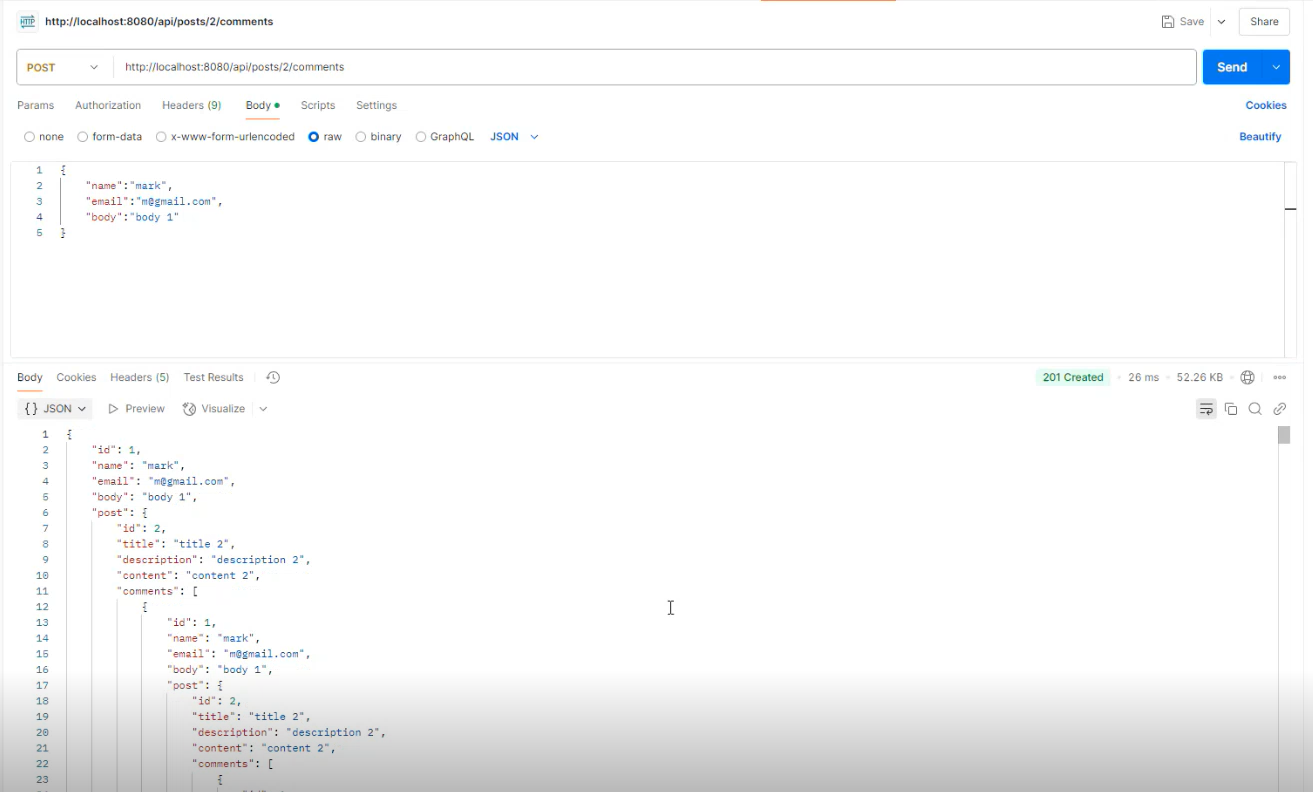 HTTP http://localhost:8080/api/posts/2/comments Save Share
POST http://localhost:8080/api/posts/2/comments Send
Params Authorization Headers (9) Body Scripts Settings Cookies
none form-data x-www-form-urlencoded raw binary GraphQL JSON Beautify
1 {
2 "name":"mark",
3 "email":"m@gmail.com",
4 "body":"body 1"
5 }
Body Cookies Headers (5) Test Results 201 Created 26 ms 52.26 KB
{} JSON Preview Visualize
1 {
2 "id": 1,
3 "name": "mark",
4 "email": "m@gmail.com",
5 "body": "body 1",
6 "post": {
7 "id": 2,
8 "title": "title 2",
9 "description": "description 2",
10 "content": "content 2",
11 "comments": [
12 {
13 "id": 1,
14 "name": "mark",
15 "email": "m@gmail.com",
16 "body": "body 1",
17 "post": {
18 "id": 2,
19 "title": "title 2",
20 "description": "description 2",
21 "content": "content 2",
22 "comments": [
23 {